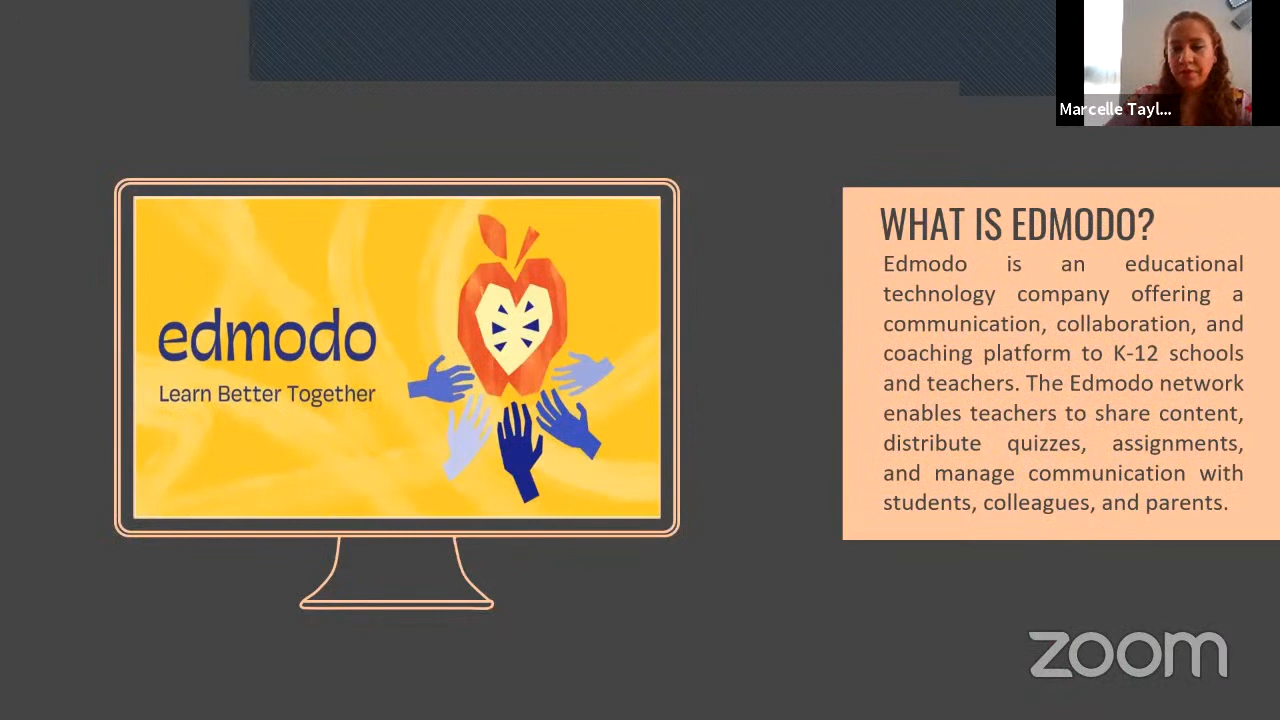 Marcelle Tayl...
edmodo
Learn Better Together
WHAT IS EDMODO?
Edmodo is an educational
technology company offering a
communication, collaboration, and
coaching platform to K-12 schools
and teachers. The Edmodo network
enables teachers to share content,
distribute quizzes, assignments,
and manage communication with
students, colleagues, and parents.
zoom